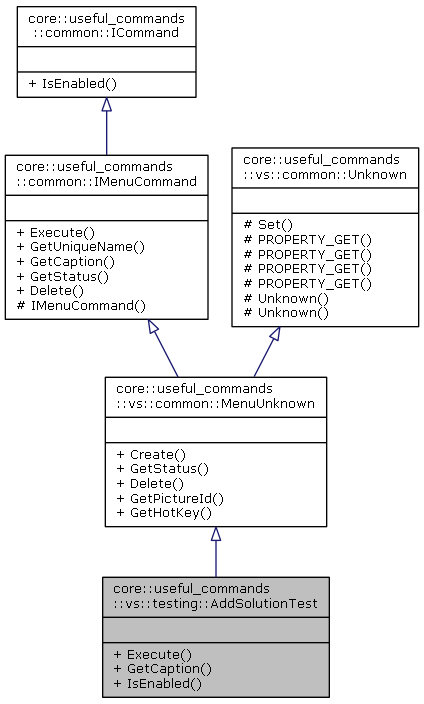 core::useful_commands
::common::ICommand
+ IsEnabled()
core::useful_commands
::common::IMenuCommand
+ Execute()
+ GetUniqueName()
+ GetCaption()
+ GetStatus()
+ Delete()
# IMenuCommand()
core::useful_commands
::vs::common::Unknown
# Set()
# PROPERTY_GET()
# PROPERTY_GET()
# PROPERTY_GET()
# PROPERTY_GET()
# Unknown()
# Unknown()
core::useful_commands
::vs::common::MenuUnknown
+ Create()
+ GetStatus()
+ Delete()
+ GetPictureId()
+ GetHotKey()
core::useful_commands
::vs::testing::AddSolutionTest
+ Execute()
+ GetCaption()
+ IsEnabled()